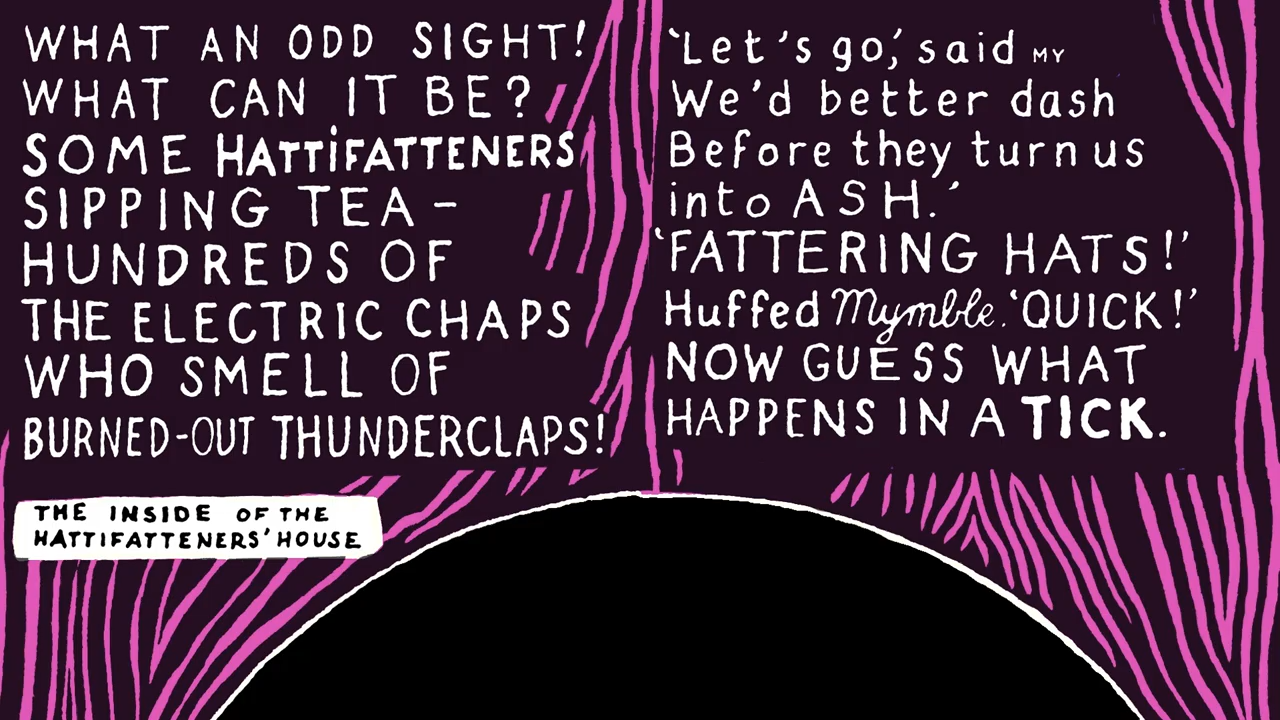 WHAT AN ODD SIGHT!
WHAT CAN IT BE?
SOME HATTiFATTENERS
SIPPING TEA –
HUNDREDS OF
THE ELECTRIC CHAPS
WHO SMELL OF
BURNED-OUT THUNDERCLAPS!
THE INSIDE OF THE
HATTIFATTENERS' HOUSE
‘Let's go,’ said MY
We'd better dash
Before they turn us
into ASH.’
‘FATTERING HATS!’
Huffed Mymble. ‘QUICK!’
NOW GUESS WHAT
HAPPENS IN A TICK.